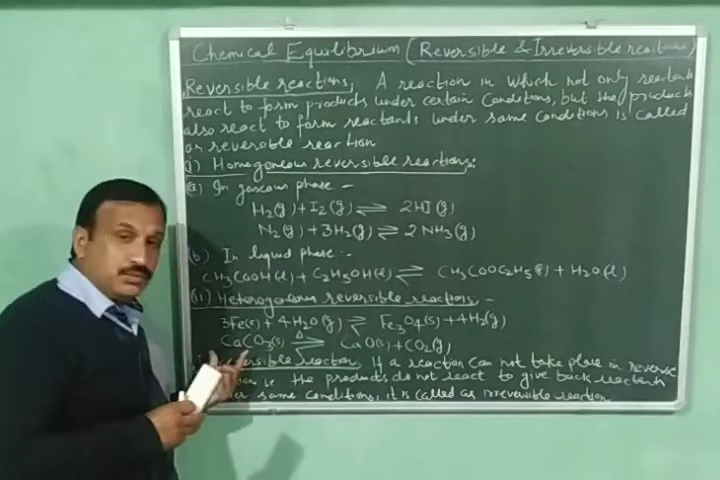 Chemical Equilibrium (Reversible & Irreversible reactions)
Reversible reactions, A reaction in which not only reactants
react to form products under certain Conditions, but the products
also react to form reactants under same conditions is called
as reversible reaction
(i) Homogeneous reversible reactions:
(a) In gaseous phase -
H₂(g) + I₂(g) ⇌ 2HI(g)
N₂(g) + 3H₂(g) ⇌ 2 NH₃(g)
(b) In liquid phase :-
CH₃COOH(l) + C₂H₅OH(l) ⇌ CH₃COOC₂H₅(l) + H₂O(l)
(ii) Heterogeneous reversible reactions -
3Fe(s) + 4H₂O(g) ⇌ Fe₃O₄(s) + 4H₂(g)
CaCO₃(s) ⇌ Δ CaO(s) + CO₂(g)
reaction, If a reaction can not take place in reverse
ie the products do not react to give back reactants
same conditions, it is called as irreversible reaction.